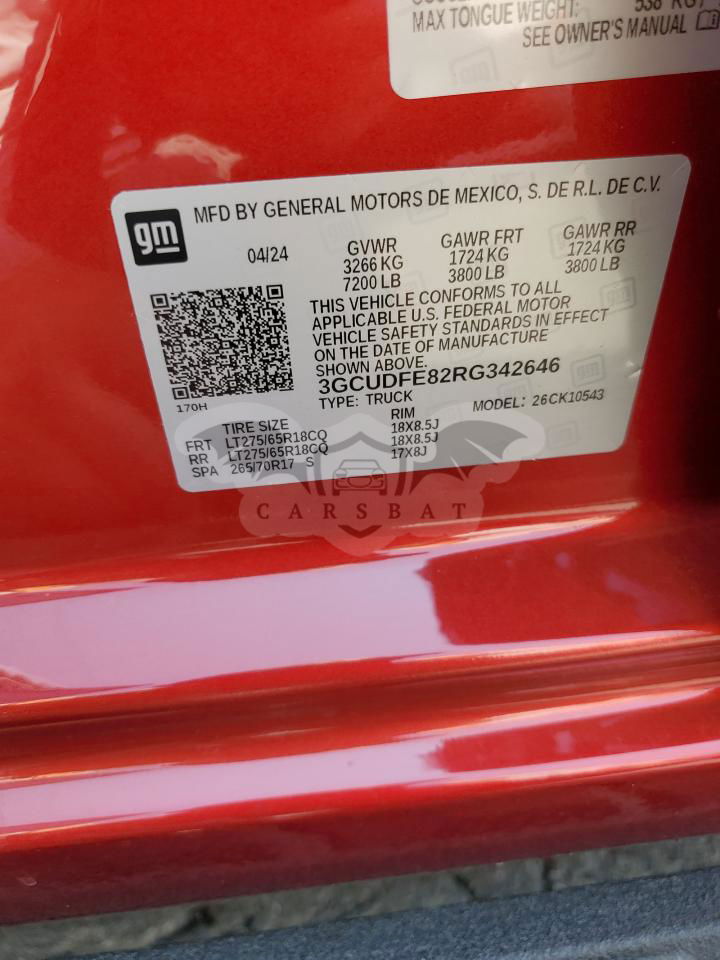 MAX TONGUE WEIGHT: 538 KG /
SEE OWNER'S MANUAL
gm
MFD BY GENERAL MOTORS DE MEXICO, S. DE R.L. DE C.V.
04/24 GVWR GAWR FRT GAWR RR
3266 KG 1724 KG 1724 KG
7200 LB 3800 LB 3800 LB
THIS VEHICLE CONFORMS TO ALL
APPLICABLE U.S. FEDERAL MOTOR
VEHICLE SAFETY STANDARDS IN EFFECT
ON THE DATE OF MANUFACTURE
SHOWN ABOVE.
3GCUDFE82RG342646
170H TYPE: TRUCK MODEL: 26CK10543
TIRE SIZE RIM
FRT LT275/65R18CQ 18X8.5J
RR LT275/65R18CQ 18X8.5J
SPA 265/70R17 S 17X8J
CARSBAT